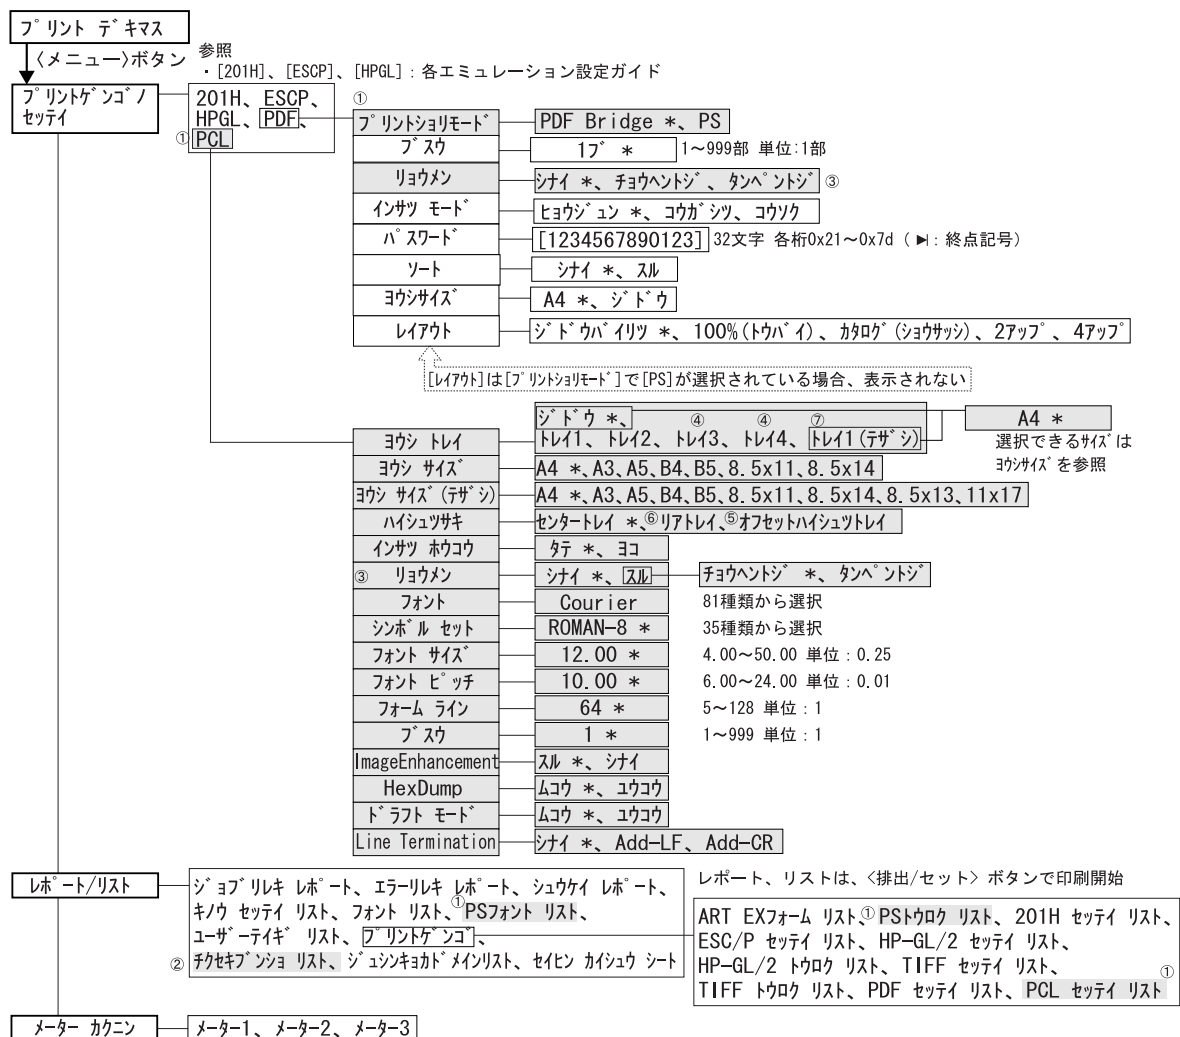 プリント デキマス
〈メニュー〉ボタン
参照
・[201H]、[ESCP]、[HPGL]：各エミュレーション設定ガイド
プリントゲンゴノ
セッテイ
201H、ESCP、
HPGL、PDF、
①PCL
①
プリントショリモード
PDF Bridge *、PS
ブスウ
1ブ *
1～999部 単位:1部
リョウメン
シナイ *、チョウヘントジ、タンペントジ ③
インサツ モード
ヒョウジュン *、コウガシツ、コウソク
パスワード
[1234567890123] 32文字 各桁0x21～0x7d（ ▶|：終点記号）
ソート
シナイ *、スル
ヨウシサイズ
A4 *、ジドウ
レイアウト
ジドウバイリツ *、100%(トウバイ)、カタログ(ショウサッシ)、2アップ、4アップ
[レイアウト]は[プリントショリモード]で[PS]が選択されている場合、表示されない
ヨウシ トレイ
ジドウ *、
④ ④ ⑦
トレイ1、トレイ2、トレイ3、トレイ4、トレイ1(テザシ)
A4 *
選択できるサイズは
ヨウシサイズを参照
ヨウシ サイズ
A4 *、A3、A5、B4、B5、8.5x11、8.5x14
ヨウシ サイズ(テザシ)
A4 *、A3、A5、B4、B5、8.5x11、8.5x14、8.5x13、11x17
ハイシュツサキ
センタートレイ *、⑥リアトレイ、⑤オフセットハイシュツトレイ
インサツ ホウコウ
タテ *、ヨコ
③ リョウメン
シナイ *、スル
チョウヘントジ *、タンペントジ
フォント
Courier
81種類から選択
シンボル セット
ROMAN-8 *
35種類から選択
フォント サイズ
12.00 *
4.00～50.00 単位：0.25
フォント ピッチ
10.00 *
6.00～24.00 単位：0.01
フォーム ライン
64 *
5～128 単位：1
ブスウ
1 *
1～999 単位：1
ImageEnhancement
スル *、シナイ
HexDump
ムコウ *、ユウコウ
ドラフト モード
ムコウ *、ユウコウ
Line Termination
シナイ *、Add-LF、Add-CR
レポート/リスト
ジョブリレキ レポート、エラーリレキ レポート、シュウケイ レポート、
キノウ セッテイ リスト、フォント リスト、①PSフォント リスト、
ユーザーテイギ リスト、プリントゲンゴ、
② チクセキブンショ リスト、ジュシンキョカドメインリスト、セイヒン カイシュウ シート
レポート、リストは、〈排出/セット〉ボタンで印刷開始
ART EXフォーム リスト、①PSトウロク リスト、201H セッテイ リスト、
ESC/P セッテイ リスト、HP-GL/2 セッテイ リスト、
HP-GL/2 トウロク リスト、TIFF セッテイ リスト、
①
TIFF トウロク リスト、PDF セッテイ リスト、PCL セッテイ リスト
メーター カクニン
メーター1、メーター2、メーター3